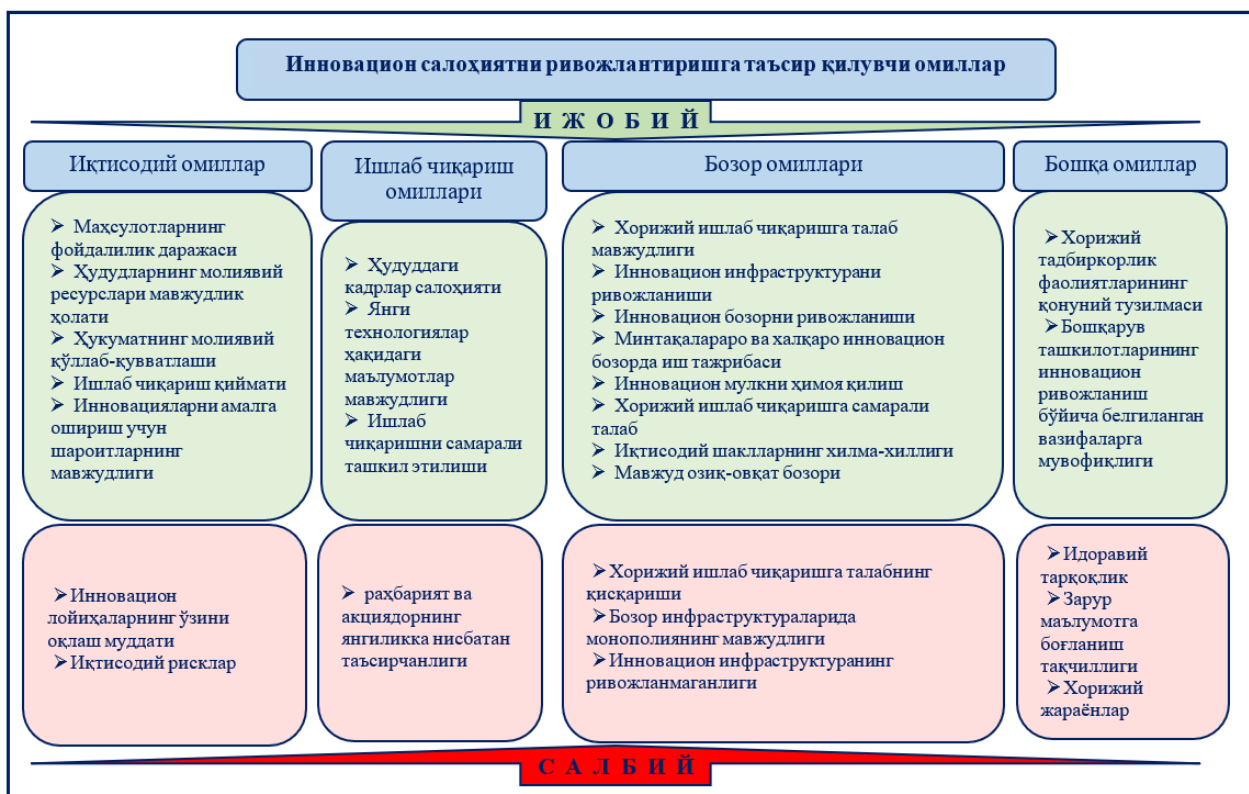 Инновацион салоҳиятни ривожлантиришга таъсир қилувчи омиллар
ИЖОБИЙ
Иқтисодий омиллар
➢ Маҳсулотларнинг
фойдалилик даражаси
➢ Ҳудудларнинг молиявий
ресурслари мавжудлик
ҳолати
➢ Ҳукуматнинг молиявий
қўллаб-қувватлаши
➢ Ишлаб чиқариш қиймати
➢ Инновацияларни амалга
ошириш учун
шароитларнинг
мавжудлиги
Ишлаб чиқариш
омиллари
➢ Ҳудуддаги
кадрлар салоҳияти
➢ Янги
технологиялар
ҳақидаги
маълумотлар
мавжудлиги
➢ Ишлаб
чиқаришни самарали
ташкил этилиши
Бозор омиллари
➢ Хорижий ишлаб чиқаришга талаб
мавжудлиги
➢ Инновацион инфраструктурани
ривожланиши
➢ Инновацион бозорни ривожланиши
➢ Минтақалараро ва халқаро инновацион
бозорда иш тажрибаси
➢ Инновацион мулкни ҳимоя қилиш
➢ Хорижий ишлаб чиқаришга самарали
талаб
➢ Иқтисодий шаклларнинг хилма-хиллиги
➢ Мавжуд озиқ-овқат бозори
Бошқа омиллар
➢ Хорижий
тадбиркорлик
фаолиятларининг
қонуний тузилмаси
➢ Бошқарув
ташкилотларининг
инновацион
ривожланиш
бўйича белгиланган
вазифаларга
мувофиқлиги
➢ Инновацион
лойиҳаларнинг ўзини
оқлаш муддати
➢ Иқтисодий рисклар
➢ раҳбарият ва
акциядорнинг
янгиликка нисбатан
таъсирчанлиги
➢ Хорижий ишлаб чиқаришга талабнинг
қисқариши
➢ Бозор инфраструктураларида
монополиянинг мавжудлиги
➢ Инновацион инфраструктуранинг
ривожланмаганлиги
➢ Идоравий
тарқоқлик
➢ Зарур
маълумотга
боғланиш
тақчиллиги
➢ Хорижий
жараёнлар
САЛБИЙ